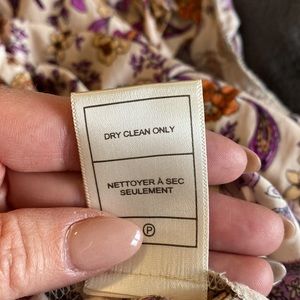 DRY CLEAN ONLY
NETTOYER À SEC
SEULEMENT
P